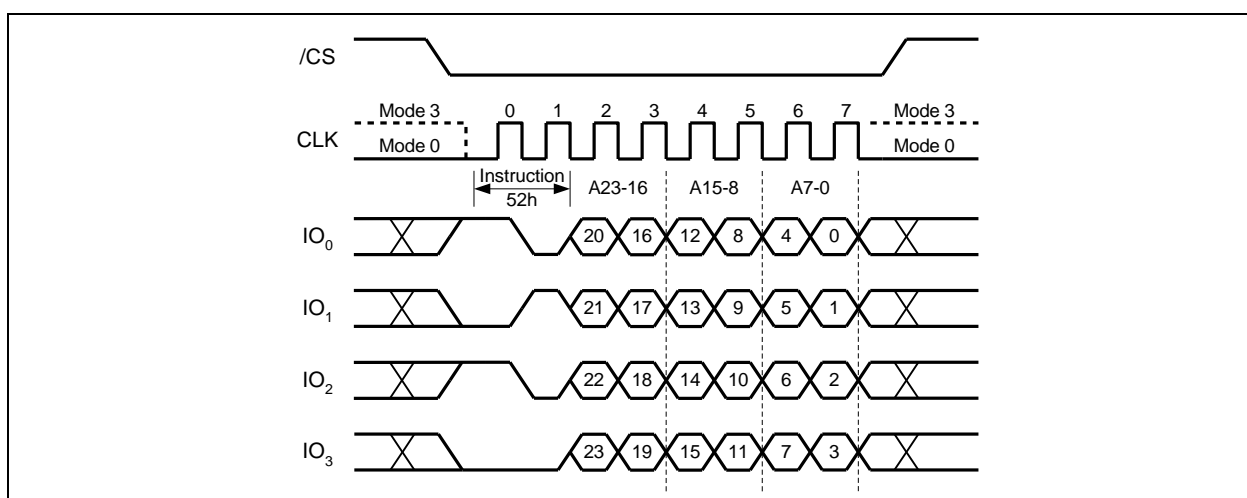 /CS
Mode 3 0 1 2 3 4 5 6 7 Mode 3
CLK
Mode 0 Mode 0
Instruction
52h
A23-16 A15-8 A7-0
IO0 20 16 12 8 4 0
IO1 21 17 13 9 5 1
IO2 22 18 14 10 6 2
IO3 23 19 15 11 7 3